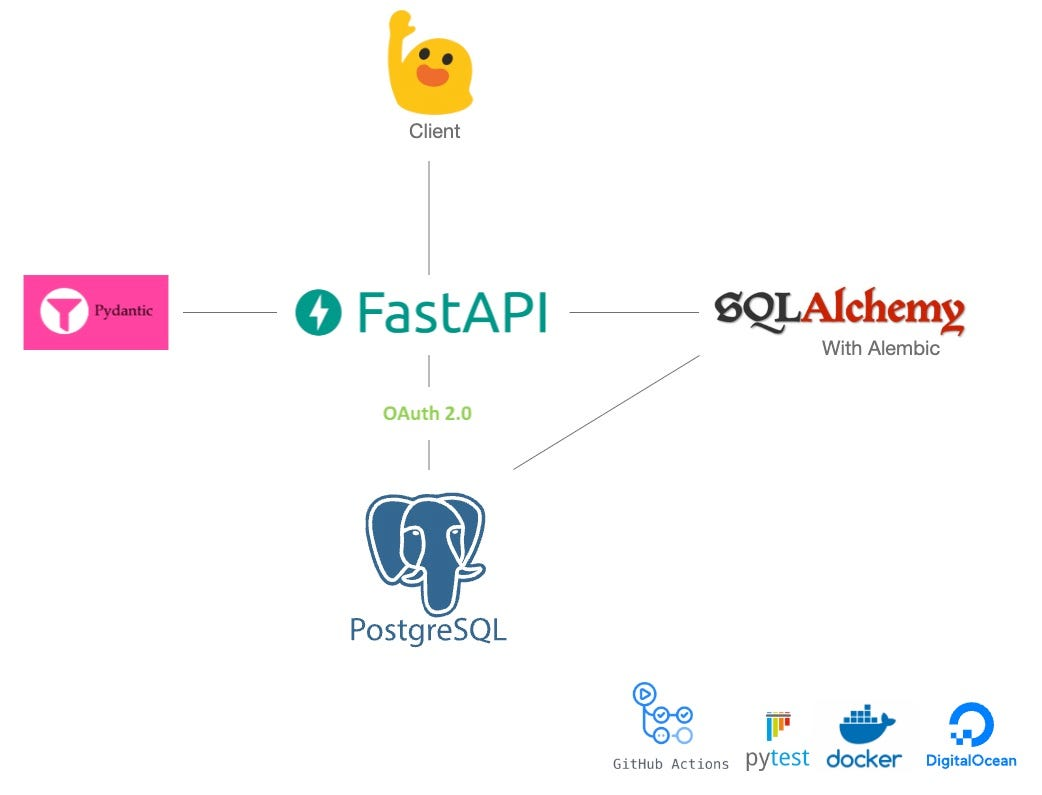 Client
Pydantic
FastAPI
SQLAlchemy
With Alembic
OAuth 2.0
PostgreSQL
GitHub Actions
pytest
docker
DigitalOcean